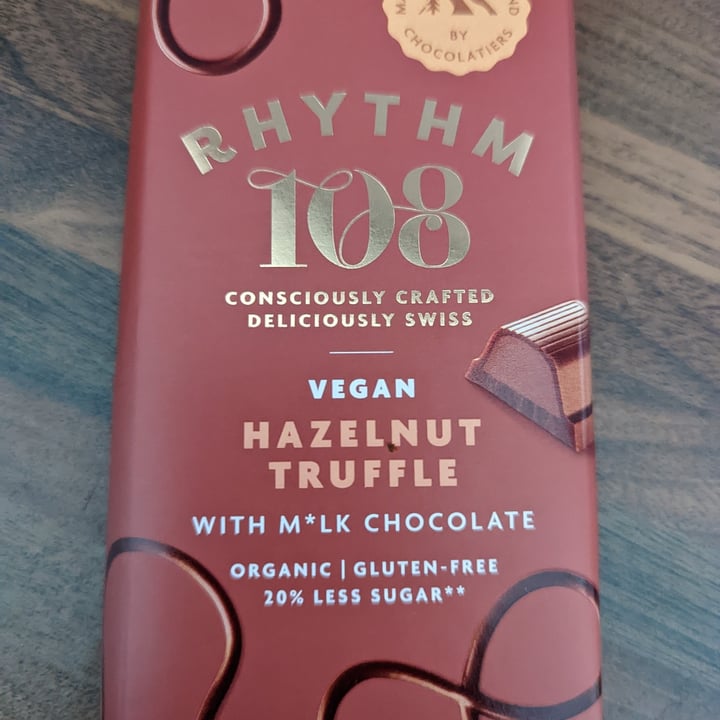 BY
CHOCOLATIERS
RHYTHM
108
CONSCIOUSLY CRAFTED
DELICIOUSLY SWISS
VEGAN
HAZELNUT
TRUFFLE
WITH M*LK CHOCOLATE
ORGANIC | GLUTEN-FREE
20% LESS SUGAR**